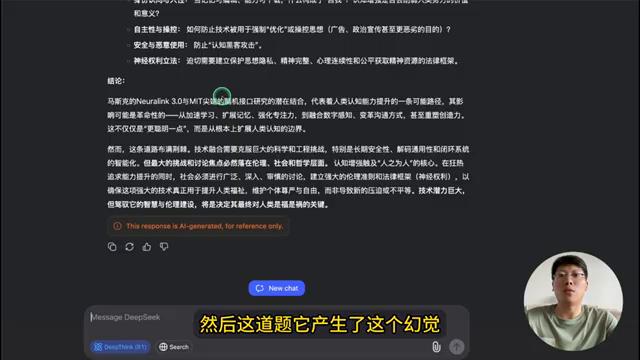 和意义?
• 自主性与操控: 如何防止技术被用于强制“优化”或操控思想(广告、政治宣传甚至更恶劣的目的)?
• 安全与恶意使用: 防止“认知黑客攻击”。
• 神经权利立法: 迫切需要建立保护思想隐私、精神完整、心理连续性和公平获取精神资源的法律框架。
结论:
马斯克的Neuralink 3.0与MIT尖端的脑机接口研究的潜在结合,代表着人类认知能力提升的一条可能路径,其影
响可能是革命性的——从加速学习、扩展记忆、强化专注力,到融合数字感知、变革沟通方式、甚至重塑创造力。
这不仅仅是“更聪明一点”,而是从根本上扩展人类认知的边界。
然而,这条道路布满荆棘。技术融合需要克服巨大的科学和工程挑战,特别是长期安全性、解码通用性和闭环系统
的智能化。但最大的挑战和讨论焦点必然落在伦理、社会和哲学层面。认知增强触及“人之为人”的核心。在狂热
追求能力提升的同时,社会必须进行广泛、深入、审慎的讨论,建立强大的伦理准则和法律框架(神经权利),以
确保这项强大的技术真正用于提升人类福祉,维护个体尊严与自由,而非导致新的压迫或不平等。技术潜力巨大,
但驾驭它的智慧与伦理建设,将是决定其最终对人类是福是祸的关键。
This response is AI-generated, for reference only.
New chat
Message DeepSeek
然后这道题它产生了这个幻觉
DeepThink (R1)
Search